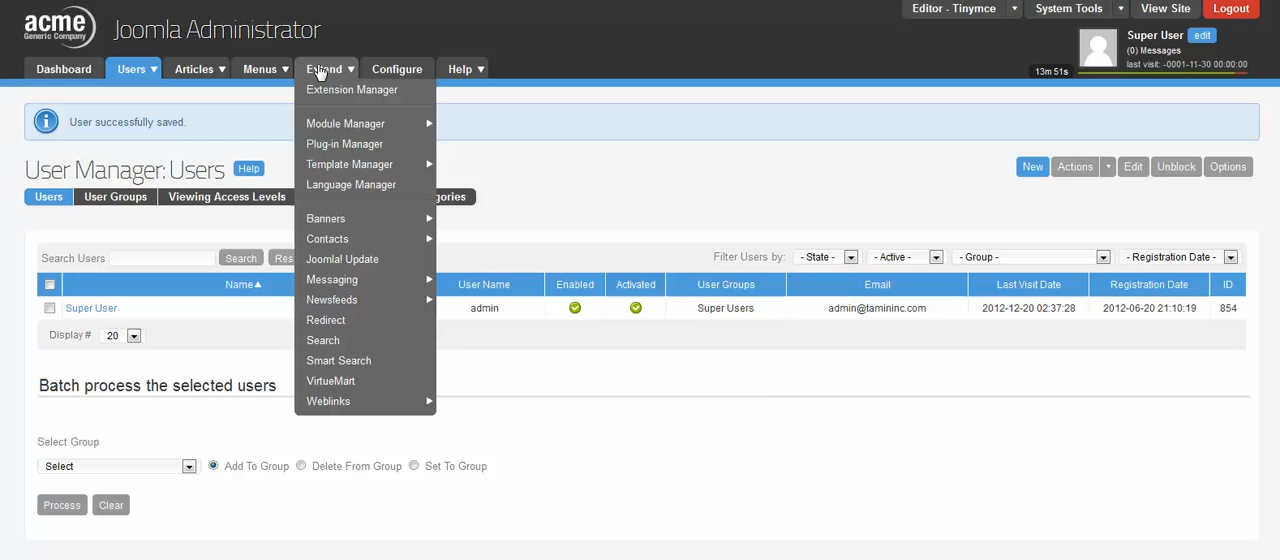 acme
Generic Company
Joomla Administrator
Editor - Tinymce
System Tools
View Site
Logout
Super User edit
(0) Messages
last visit: -0001-11-30 00:00:00
13m 51s
Dashboard Users Articles Menus Extend Configure Help
Extension Manager
Module Manager
Plug-in Manager
Template Manager
Language Manager
Banners
Contacts
Joomla! Update
Messaging
Newsfeeds
Redirect
Search
Smart Search
VirtueMart
Weblinks
User successfully saved.
User Manager: Users Help
New Actions Edit Unblock Options
Users User Groups Viewing Access Levels
Search Users Search
Filter Users by: - State - - Active - - Group - - Registration Date -
Name User Name Enabled Activated User Groups Email Last Visit Date Registration Date ID
Super User admin Super Users admin@tamininc.com 2012-12-20 02:37:28 2012-06-20 21:10:19 854
Display # 20
Batch process the selected users
Select Group
Select Add To Group Delete From Group Set To Group
Process Clear